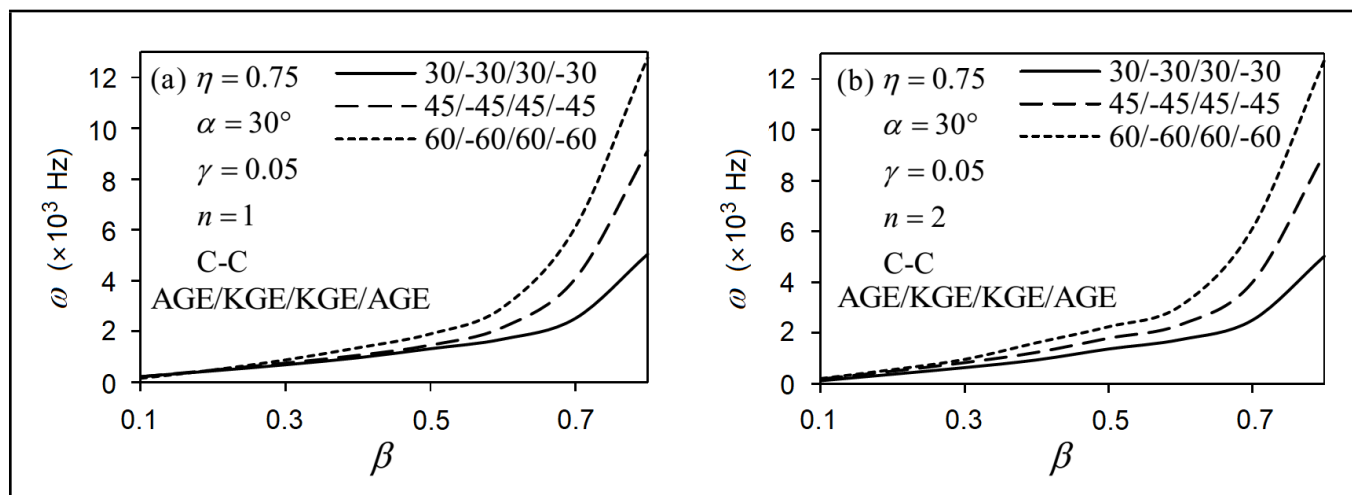 (a) η = 0.75
α = 30°
γ = 0.05
n = 1
C-C
AGE/KGE/KGE/AGE
30/-30/30/-30
45/-45/45/-45
60/-60/60/-60
12
10
8
6
4
2
0
ω (×10³ Hz)
0.1 0.3 0.5 0.7
β
(b) η = 0.75
α = 30°
γ = 0.05
n = 2
C-C
AGE/KGE/KGE/AGE
30/-30/30/-30
45/-45/45/-45
60/-60/60/-60
12
10
8
6
4
2
0
ω (×10³ Hz)
0.1 0.3 0.5 0.7
β